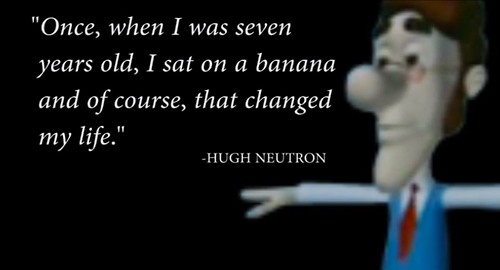 "Once, when I was seven
years old, I sat on a banana
and of course, that changed
my life."
-HUGH NEUTRON